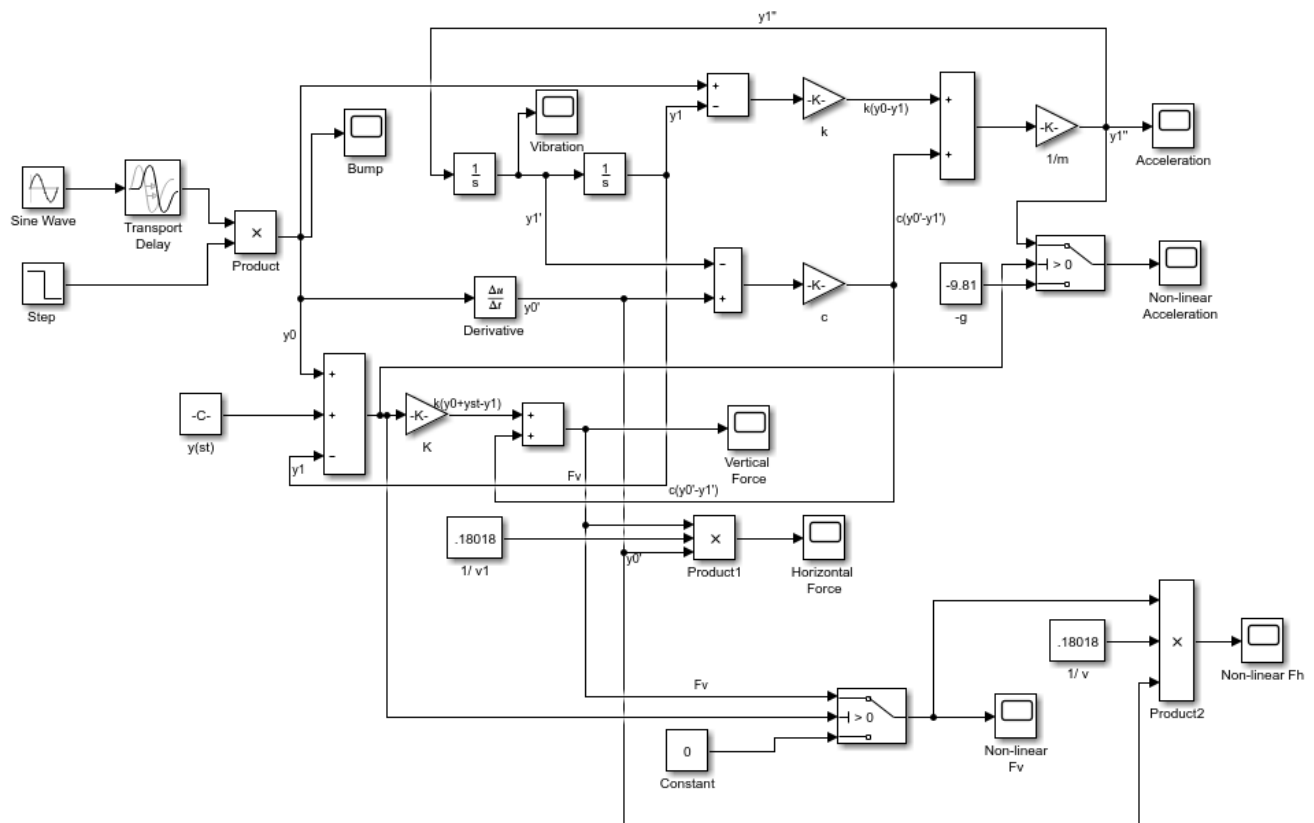 y1"
+
−
y1
-K-
k
k(y0-y1)
+
+
-K-
1/m
y1"
Acceleration
Bump
Vibration
1
s
1
s
y1'
Sine Wave
Transport
Delay
×
Product
Step
c(y0'-y1')
−
+
-K-
c
Δu
Δt
Derivative
y0'
-9.81
-g
> 0
Non-linear
Acceleration
y0
+
+
−
-C-
y(st)
y1
-K-
K
k(y0+yst-y1)
+
+
Fv
Vertical
Force
c(y0'-y1')
.18018
1/ v1
y0'
×
Product1
Horizontal
Force
.18018
1/ v
×
Product2
Non-linear Fh
Fv
> 0
0
Constant
Non-linear
Fv